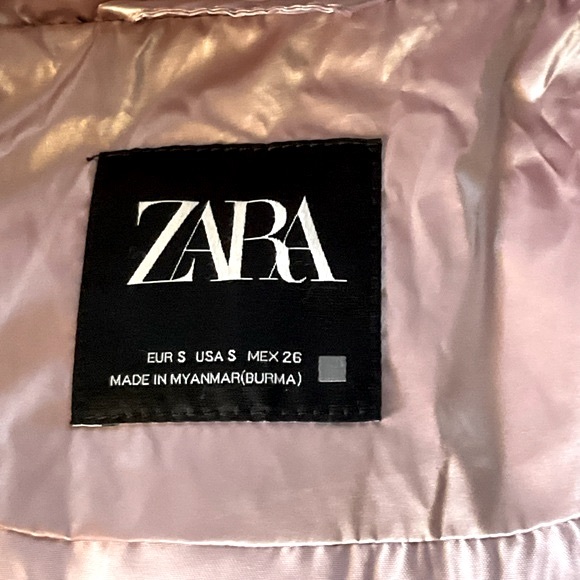 ZARA
EUR S USA S MEX 26
MADE IN MYANMAR(BURMA)